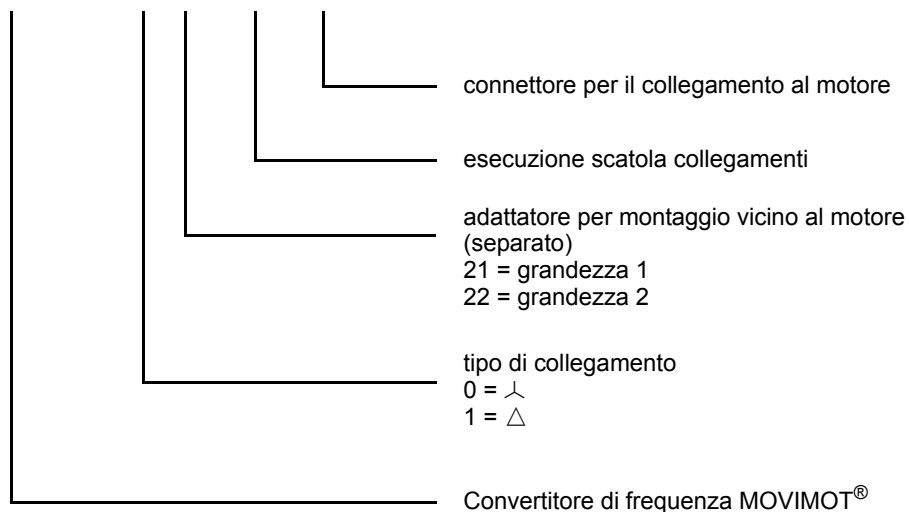 connettore per il collegamento al motore
esecuzione scatola collegamenti
adattatore per montaggio vicino al motore
(separato)
21 = grandezza 1
22 = grandezza 2
tipo di collegamento
0 = ⅄
1 = △
Convertitore di frequenza MOVIMOT®